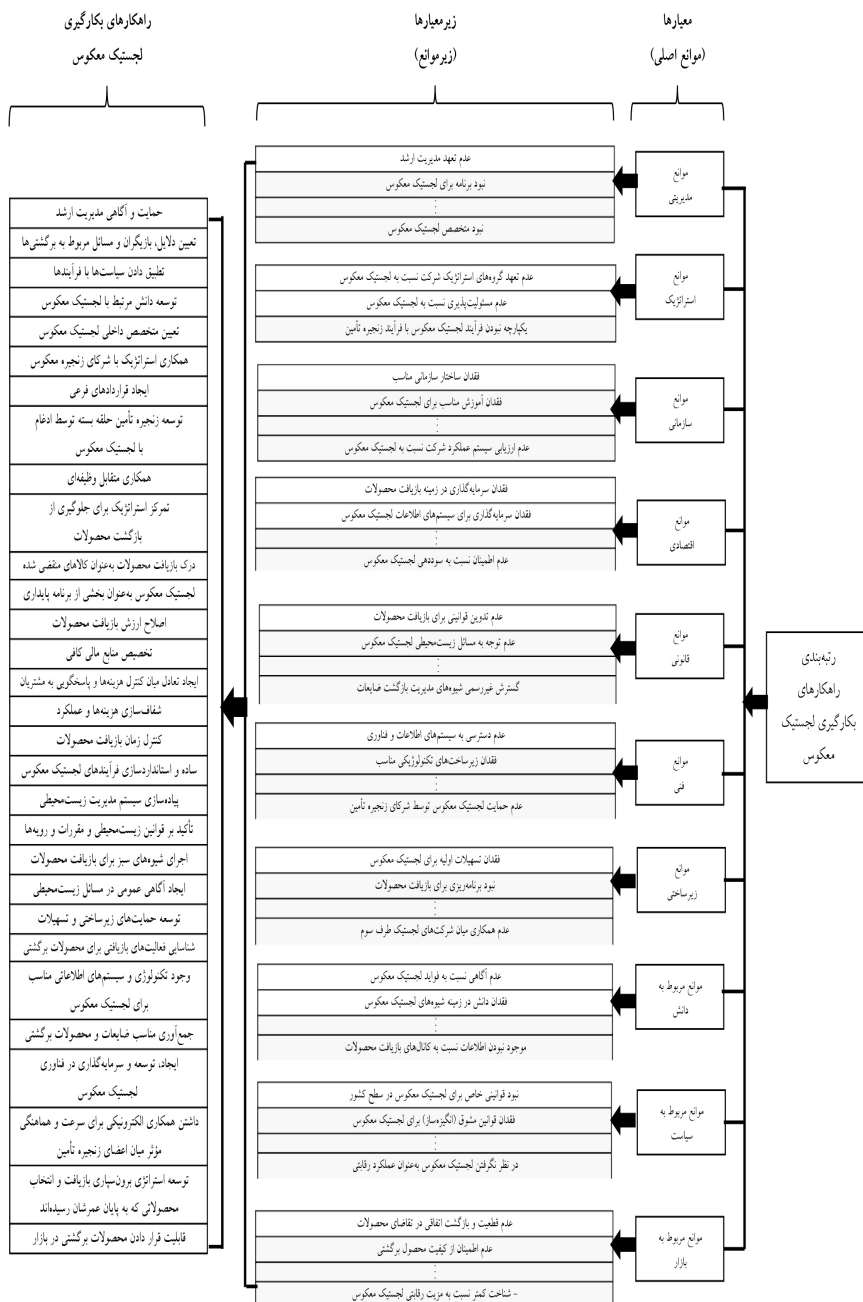 معیارها
(موانع اصلی)
زیرمعیارها
(زیرموانع)
راهکارهای بکارگیری
لجستیک معکوس
رتبه‌بندی
راهکارهای
بکارگیری لجستیک
معکوس
موانع
مدیریتی
عدم تعهد مدیریت ارشد
نبود برنامه برای لجستیک معکوس
:
نبود متخصص لجستیک معکوس
موانع
استراتژیک
عدم تعهد گروه‌های استراتژیک شرکت نسبت به لجستیک معکوس
عدم مسئولیت‌پذیری نسبت به لجستیک معکوس
یکپارچه نبودن فرآیند لجستیک معکوس با فرآیند زنجیره تأمین
موانع
سازمانی
فقدان ساختار سازمانی مناسب
فقدان آموزش مناسب برای لجستیک معکوس
:
عدم ارزیابی سیستم عملکرد شرکت نسبت به لجستیک معکوس
موانع
اقتصادی
فقدان سرمایه‌گذاری در زمینه بازیافت محصولات
فقدان سرمایه‌گذاری برای سیستم‌های اطلاعات لجستیک معکوس
:
عدم اطمینان نسبت به سوددهی لجستیک معکوس
موانع
قانونی
عدم تدوین قوانینی برای بازیافت محصولات
عدم توجه به مسائل زیست‌محیطی لجستیک معکوس
:
گسترش غیررسمی شیوه‌های مدیریت بازگشت ضایعات
موانع
فنی
عدم دسترسی به سیستم‌های اطلاعات و فناوری
فقدان زیرساخت‌های تکنولوژیکی مناسب
:
عدم حمایت لجستیک معکوس توسط شرکای زنجیره تأمین
موانع
زیرساختی
فقدان تسهیلات اولیه برای لجستیک معکوس
نبود برنامه‌ریزی برای بازیافت محصولات
:
عدم همکاری میان شرکت‌های لجستیک طرف سوم
موانع مربوط به
دانش
عدم آگاهی نسبت به فواید لجستیک معکوس
فقدان دانش در زمینه شیوه‌های لجستیک معکوس
:
موجود نبودن اطلاعات نسبت به کانال‌های بازیافت محصولات
موانع مربوط به
سیاست
نبود قوانینی خاص برای لجستیک معکوس در سطح کشور
فقدان قوانین مشوق (انگیزه‌ساز) برای لجستیک معکوس
:
در نظر نگرفتن لجستیک معکوس به‌عنوان عملکرد رقابتی
موانع مربوط به
بازار
عدم قطعیت و بازگشت اتفاقی در تقاضای محصولات
عدم اطمینان از کیفیت محصول برگشتی
:
- شناخت کمتر نسبت به مزیت رقابتی لجستیک معکوس
حمایت و آگاهی مدیریت ارشد
تعیین دلایل، بازیگران و مسائل مربوط به برگشتی‌ها
تطبیق دادن سیاست‌ها با فرآیندها
توسعه دانش مرتبط با لجستیک معکوس
تعیین متخصص داخلی لجستیک معکوس
همکاری استراتژیک با شرکای زنجیره معکوس
ایجاد قراردادهای فرعی
توسعه زنجیره تأمین حلقه بسته توسط ادغام
با لجستیک معکوس
همکاری متقابل وظیفه‌ای
تمرکز استراتژیک برای جلوگیری از
بازگشت محصولات
درک بازیافت محصولات به‌عنوان کالاهای منقضی شده
لجستیک معکوس به‌عنوان بخشی از برنامه پایداری
اصلاح ارزش بازیافت محصولات
تخصیص منابع مالی کافی
ایجاد تعادل میان کنترل هزینه‌ها و پاسخگویی به مشتریان
شفاف‌سازی هزینه‌ها و عملکرد
کنترل زمان بازیافت محصولات
ساده و استانداردسازی فرآیندهای لجستیک معکوس
پیاده‌سازی سیستم مدیریت زیست‌محیطی
تأکید بر قوانین زیست‌محیطی و مقررات و رویه‌ها
اجرای شیوه‌های سبز برای بازیافت محصولات
ایجاد آگاهی عمومی در مسائل زیست‌محیطی
توسعه حمایت‌های زیرساختی و تسهیلات
شناسایی فعالیت‌های بازیافتی برای محصولات برگشتی
وجود تکنولوژی و سیستم‌های اطلاعاتی مناسب
برای لجستیک معکوس
جمع‌آوری مناسب ضایعات و محصولات برگشتی
ایجاد، توسعه و سرمایه‌گذاری در فناوری
لجستیک معکوس
داشتن همکاری الکترونیکی برای سرعت و هماهنگی
مؤثر میان اعضای زنجیره تأمین
توسعه استراتژی برون‌سپاری بازیافت و انتخاب
محصولاتی که به پایان عمرشان رسیده‌اند
قابلیت قرار دادن محصولات برگشتی در بازار